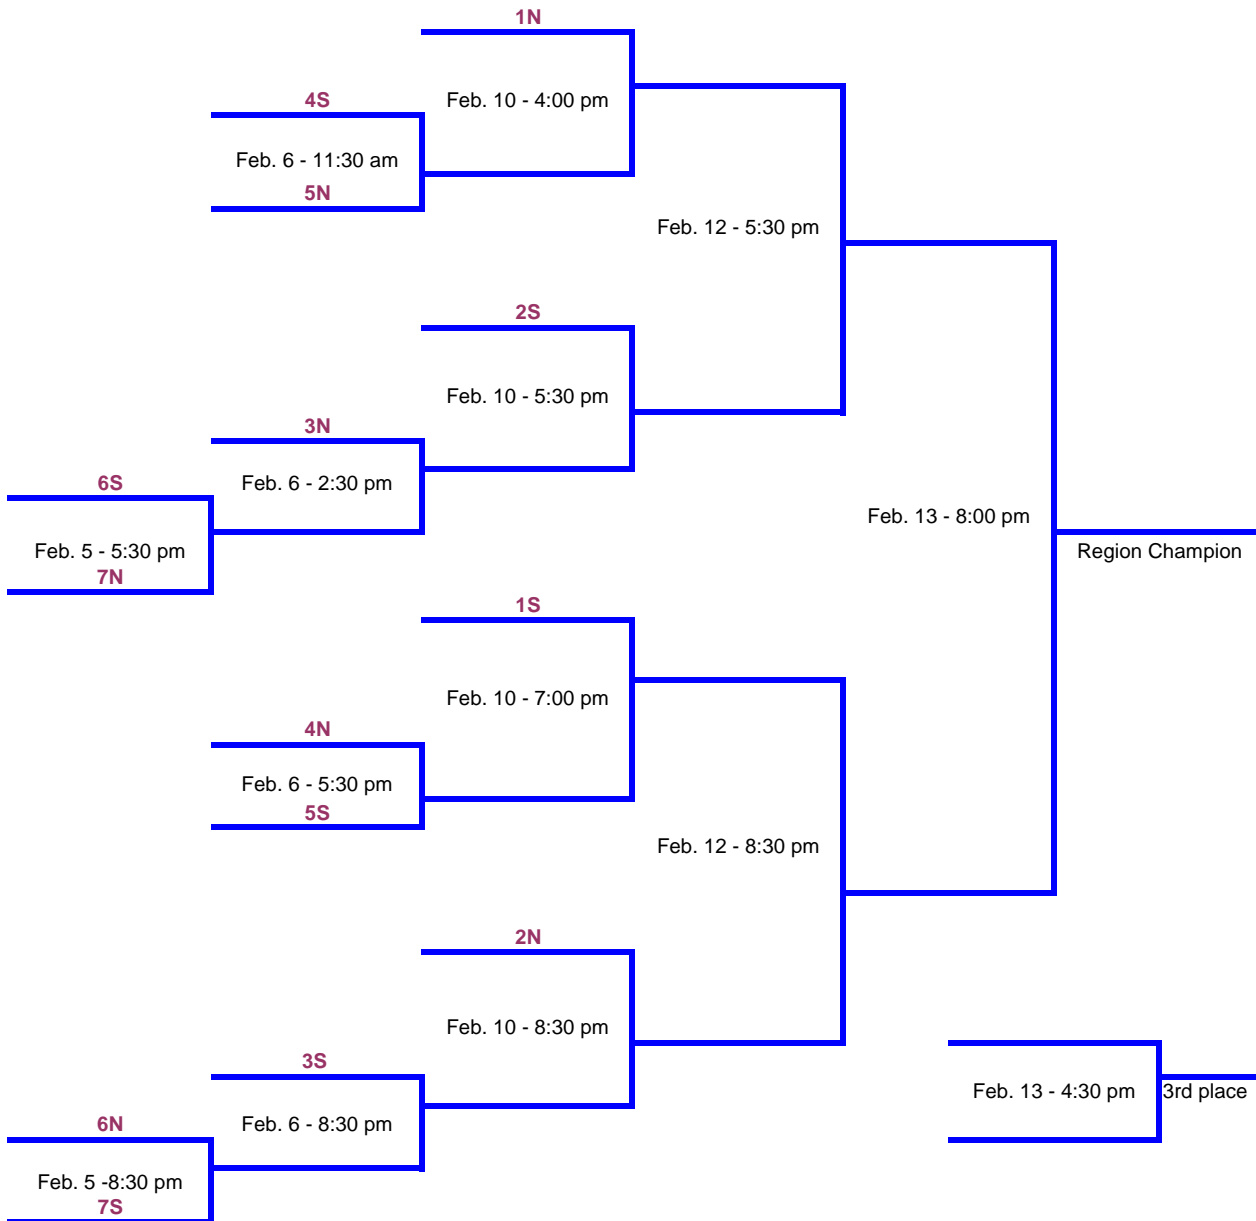 1N
4S
Feb. 10 - 4:00 pm
Feb. 6 - 11:30 am
5N
Feb. 12 - 5:30 pm
2S
Feb. 10 - 5:30 pm
3N
6S
Feb. 6 - 2:30 pm
Feb. 13 - 8:00 pm
Feb. 5 - 5:30 pm
Region Champion
7N
1S
Feb. 10 - 7:00 pm
4N
Feb. 6 - 5:30 pm
5S
Feb. 12 - 8:30 pm
2N
Feb. 10 - 8:30 pm
3S
Feb. 13 - 4:30 pm
3rd place
6N
Feb. 6 - 8:30 pm
Feb. 5 -8:30 pm
7S